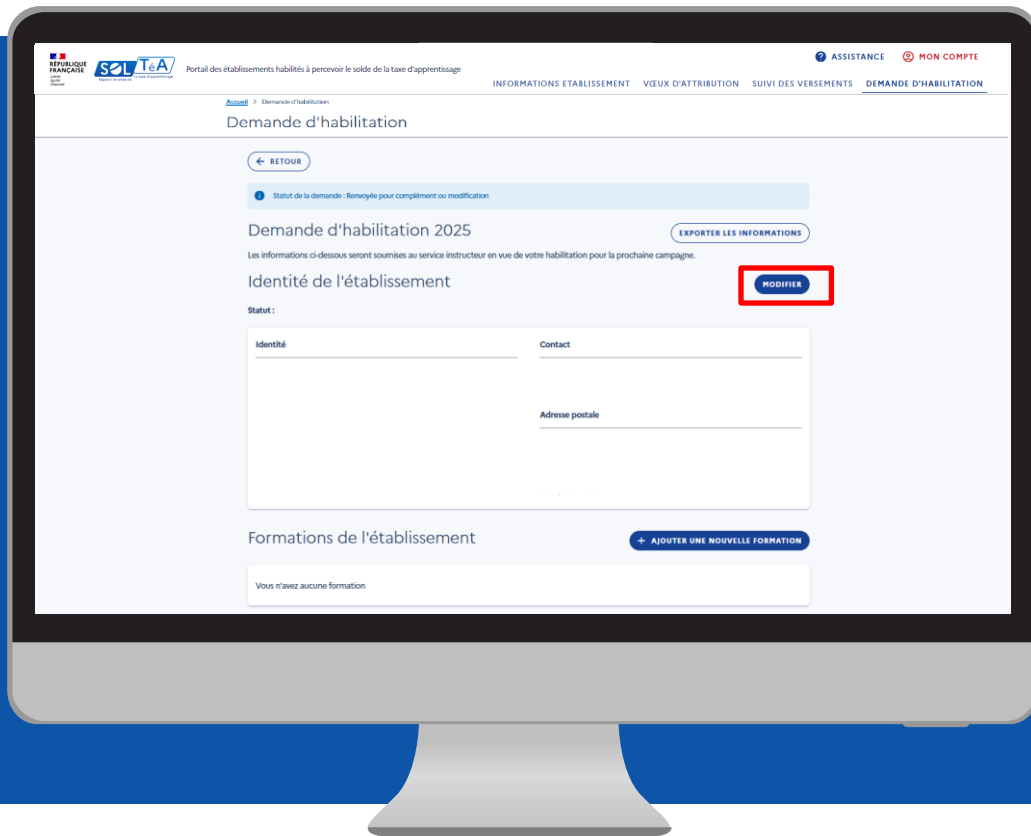 RÉPUBLIQUE
FRANÇAISE
Liberté
Égalité
Fraternité
SOLTéA
Portail des établissements habilités à percevoir le solde de la taxe d'apprentissage
ASSISTANCE
MON COMPTE
INFORMATIONS ETABLISSEMENT
VŒUX D'ATTRIBUTION
SUIVI DES VERSEMENTS
DEMANDE D'HABILITATION
Accueil > Demande d'habilitation
Demande d'habilitation
← RETOUR
Statut de la demande : Renvoyée pour complément ou modification
Demande d'habilitation 2025
EXPORTER LES INFORMATIONS
Les informations ci-dessous seront soumises au service instructeur en vue de votre habilitation pour la prochaine campagne.
Identité de l'établissement
MODIFIER
Statut :
Identité
Contact
Adresse postale
Formations de l'établissement
+ AJOUTER UNE NOUVELLE FORMATION
Vous n'avez aucune formation